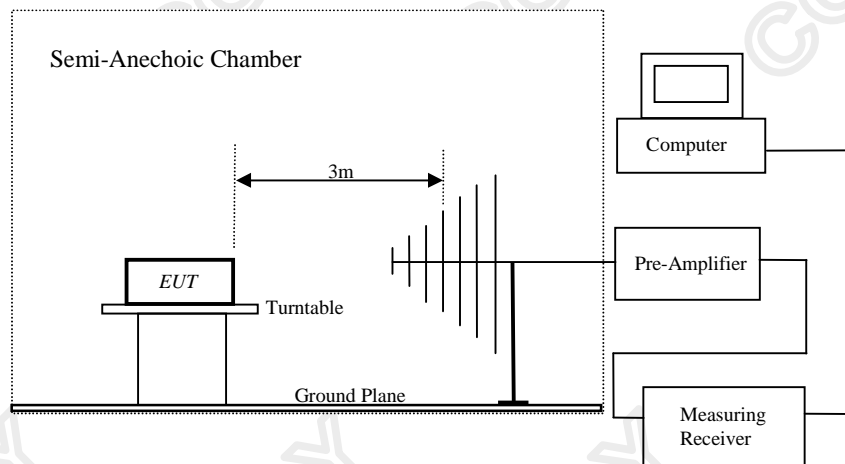 Semi-Anechoic Chamber
3m
EUT
Turntable
Ground Plane
Computer
Pre-Amplifier
Measuring
Receiver